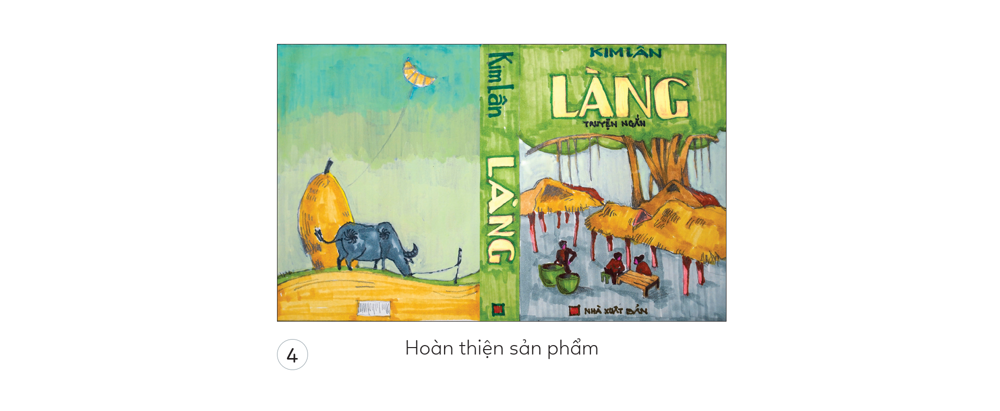 KIM LÂN
LÀNG
TRUYỆN NGẮN
NHÀ XUẤT BẢN
Kim Lân
LÀNG
4
Hoàn thiện sản phẩm